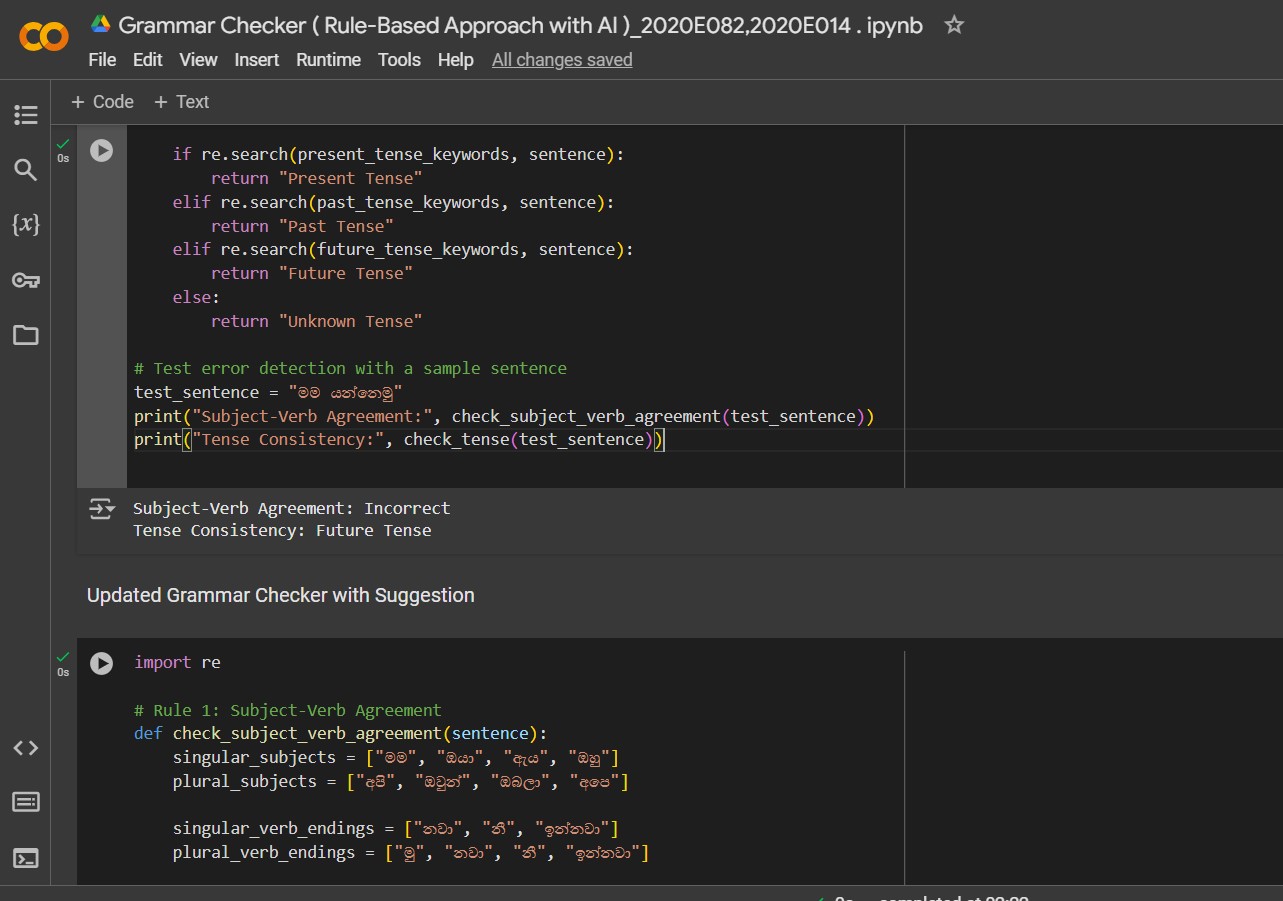 Grammar Checker ( Rule-Based Approach with AI )_2020E082,2020E014 . ipynb
File Edit View Insert Runtime Tools Help All changes saved
+ Code + Text
0s
if re.search(present_tense_keywords, sentence):
return "Present Tense"
elif re.search(past_tense_keywords, sentence):
return "Past Tense"
elif re.search(future_tense_keywords, sentence):
return "Future Tense"
else:
return "Unknown Tense"
# Test error detection with a sample sentence
test_sentence = "මම යන්නෙමු"
print("Subject-Verb Agreement:", check_subject_verb_agreement(test_sentence))
print("Tense Consistency:", check_tense(test_sentence))
Subject-Verb Agreement: Incorrect
Tense Consistency: Future Tense
Updated Grammar Checker with Suggestion
0s
import re
# Rule 1: Subject-Verb Agreement
def check_subject_verb_agreement(sentence):
singular_subjects = ["මම", "ඔයා", "ඇය", "ඔහු"]
plural_subjects = ["අපි", "ඔවුන්", "ඔබලා", "අපෙ"]
singular_verb_endings = ["නවා", "නී", "ඉන්නවා"]
plural_verb_endings = ["මු", "නවා", "නී", "ඉන්නවා"]